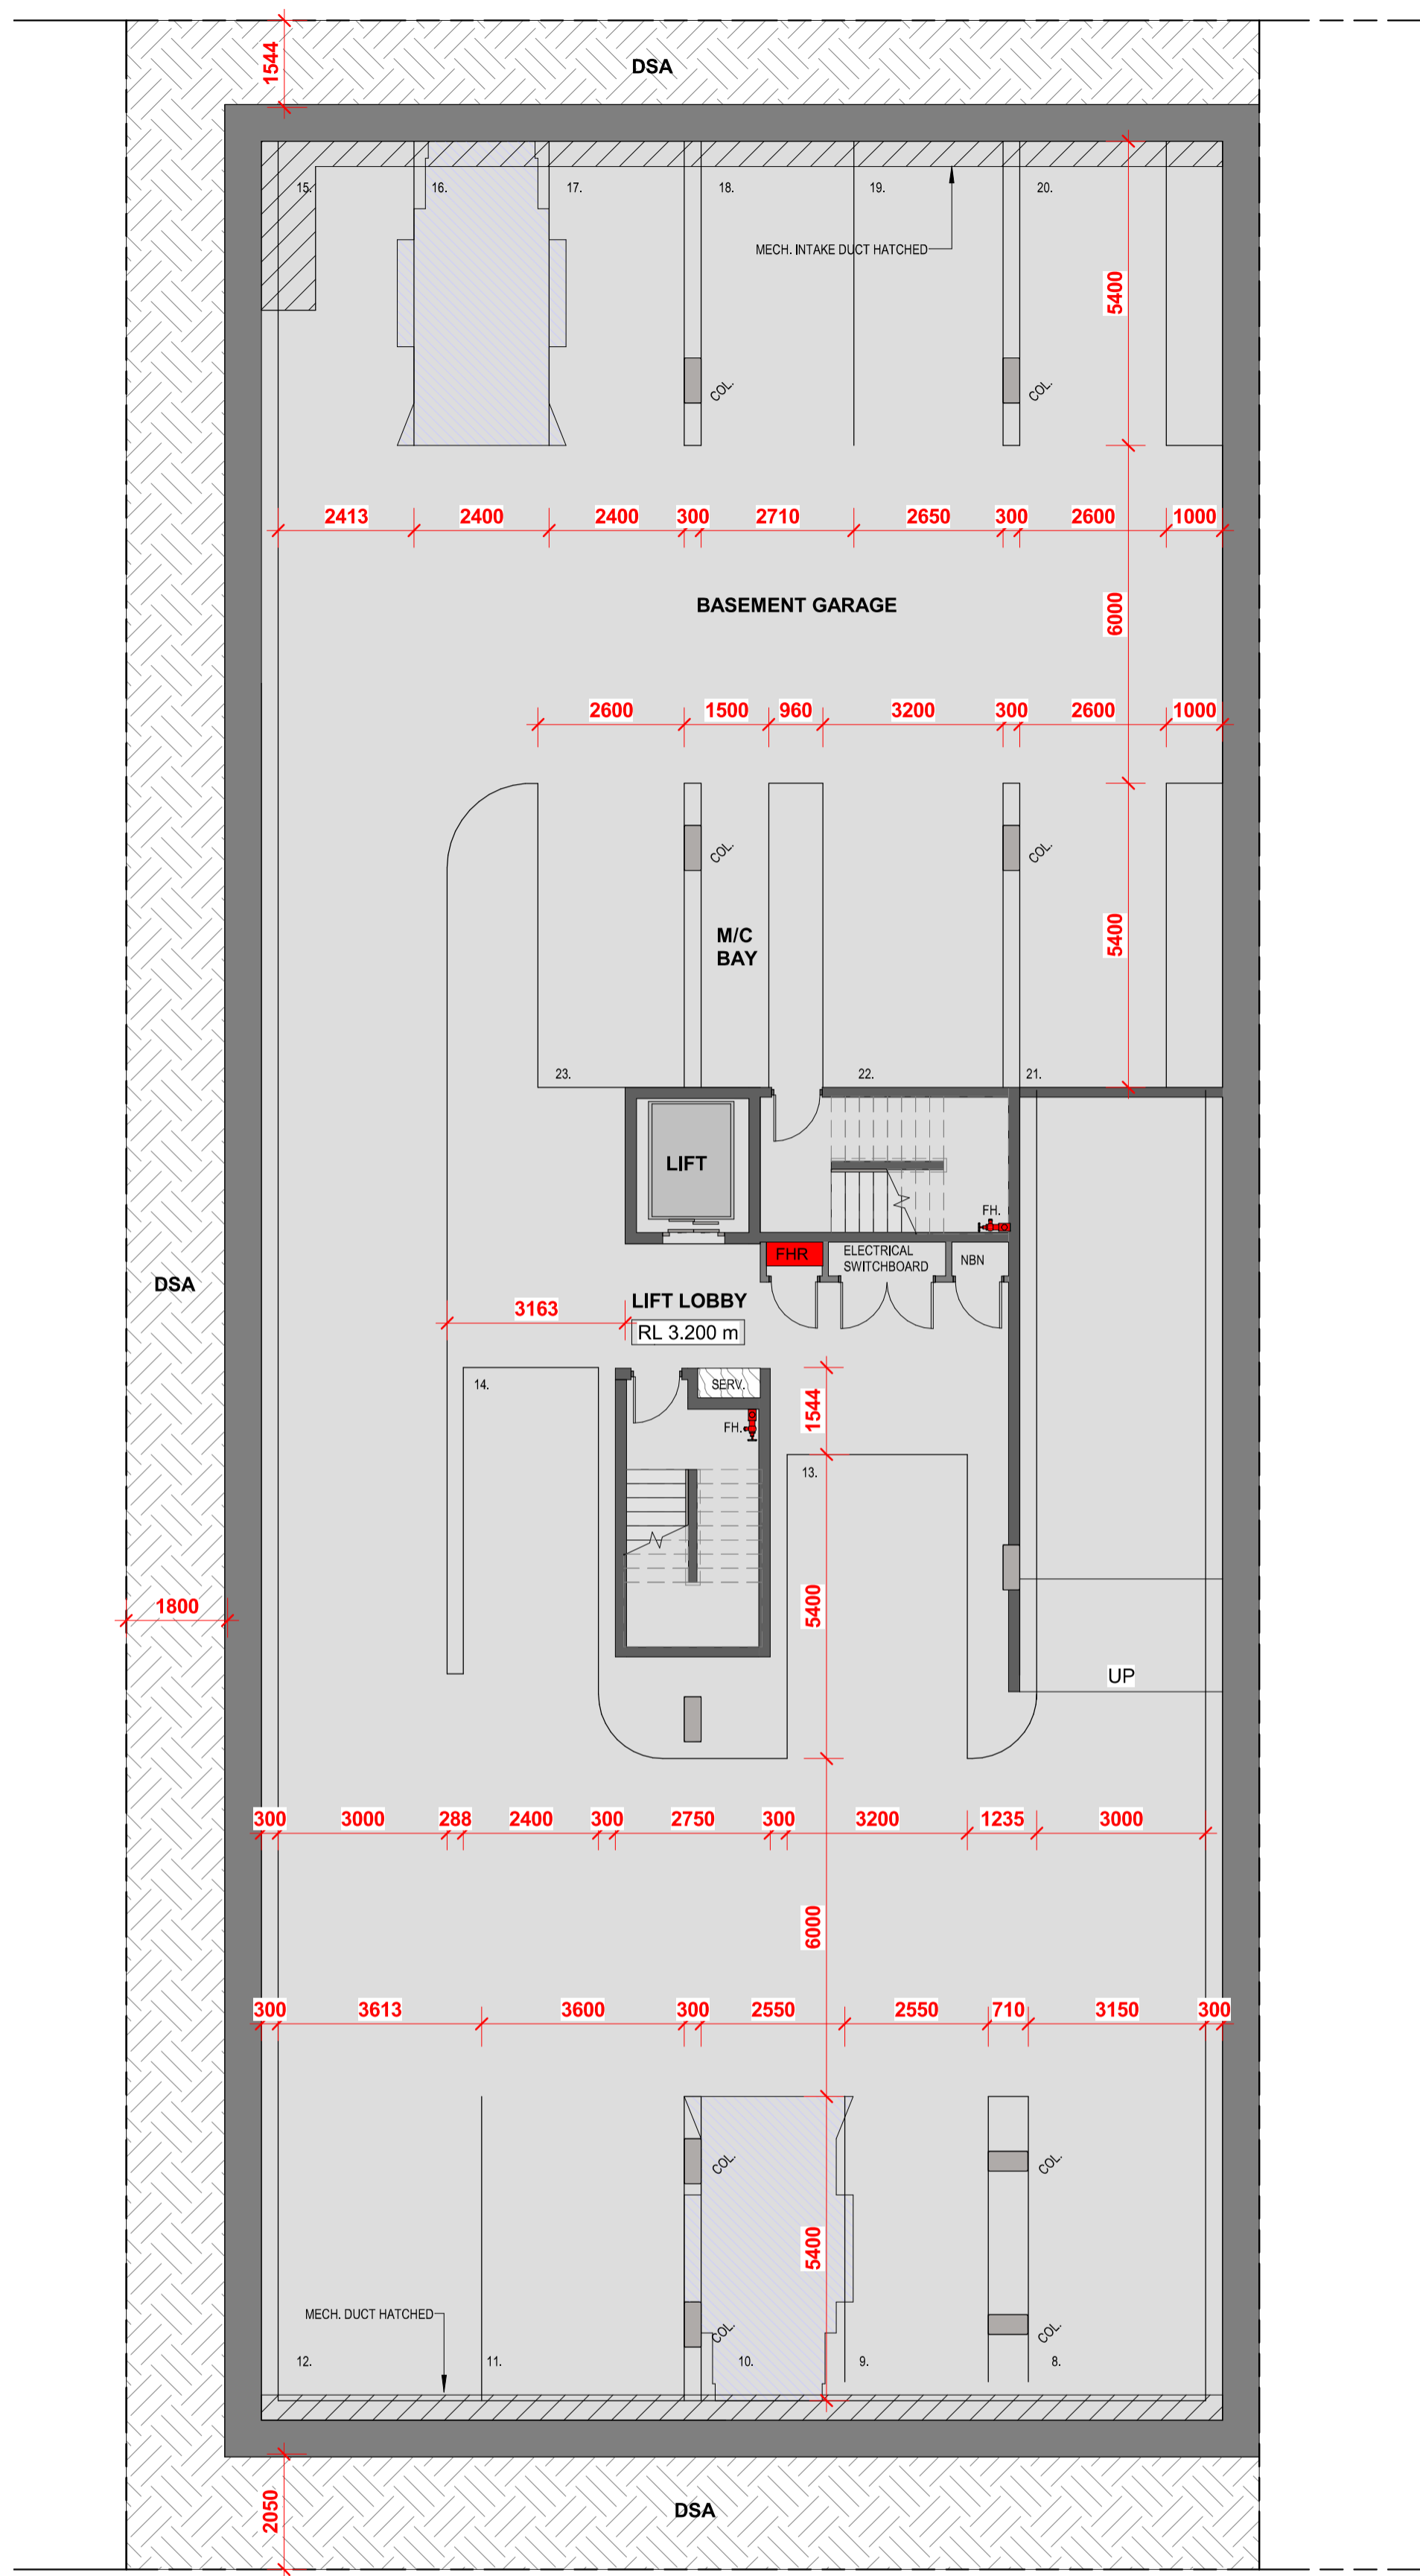 1544
DSA
15.
16.
17.
18.
19.
20.
MECH. INTAKE DUCT HATCHED
5400
COL.
COL.
2413
2400
2400
300
2710
2650
300
2600
1000
BASEMENT GARAGE
6000
2600
1500
960
3200
300
2600
1000
COL.
COL.
M/C
BAY
5400
23.
22.
21.
LIFT
FH.
FHR
ELECTRICAL
SWITCHBOARD
NBN
DSA
LIFT LOBBY
3163
RL 3.200 m
14.
SERV.
1544
FH.
13.
5400
1800
UP
300
3000
288
2400
300
2750
300
3200
1235
3000
6000
300
3613
3600
300
2550
2550
710
3150
300
COL.
COL.
5400
MECH. DUCT HATCHED
COL.
COL.
12.
11.
10.
9.
8.
2050
DSA